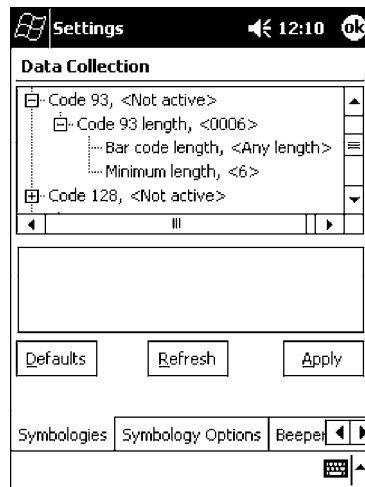 Settings 12:10 ok
Data Collection
Code 93, <Not active>
Code 93 length, <0006>
Bar code length, <Any length>
Minimum length, <6>
Code 128, <Not active>
Defaults Refresh Apply
Symbologies Symbology Options Beeper